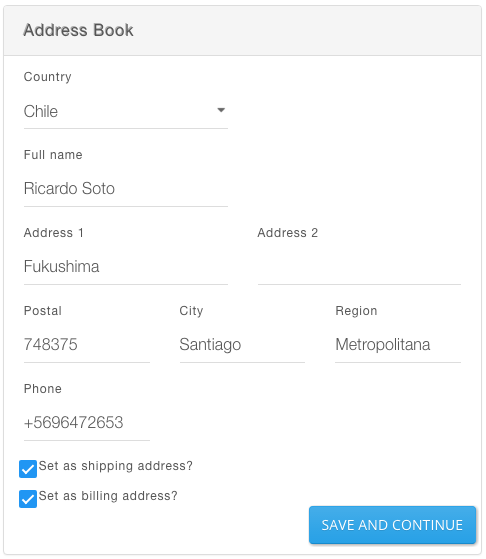 Address Book
Country
Chile
Full name
Ricardo Soto
Address 1 Address 2
Fukushima
Postal City Region
748375 Santiago Metropolitana
Phone
+5696472653
Set as shipping address?
Set as billing address?
SAVE AND CONTINUE